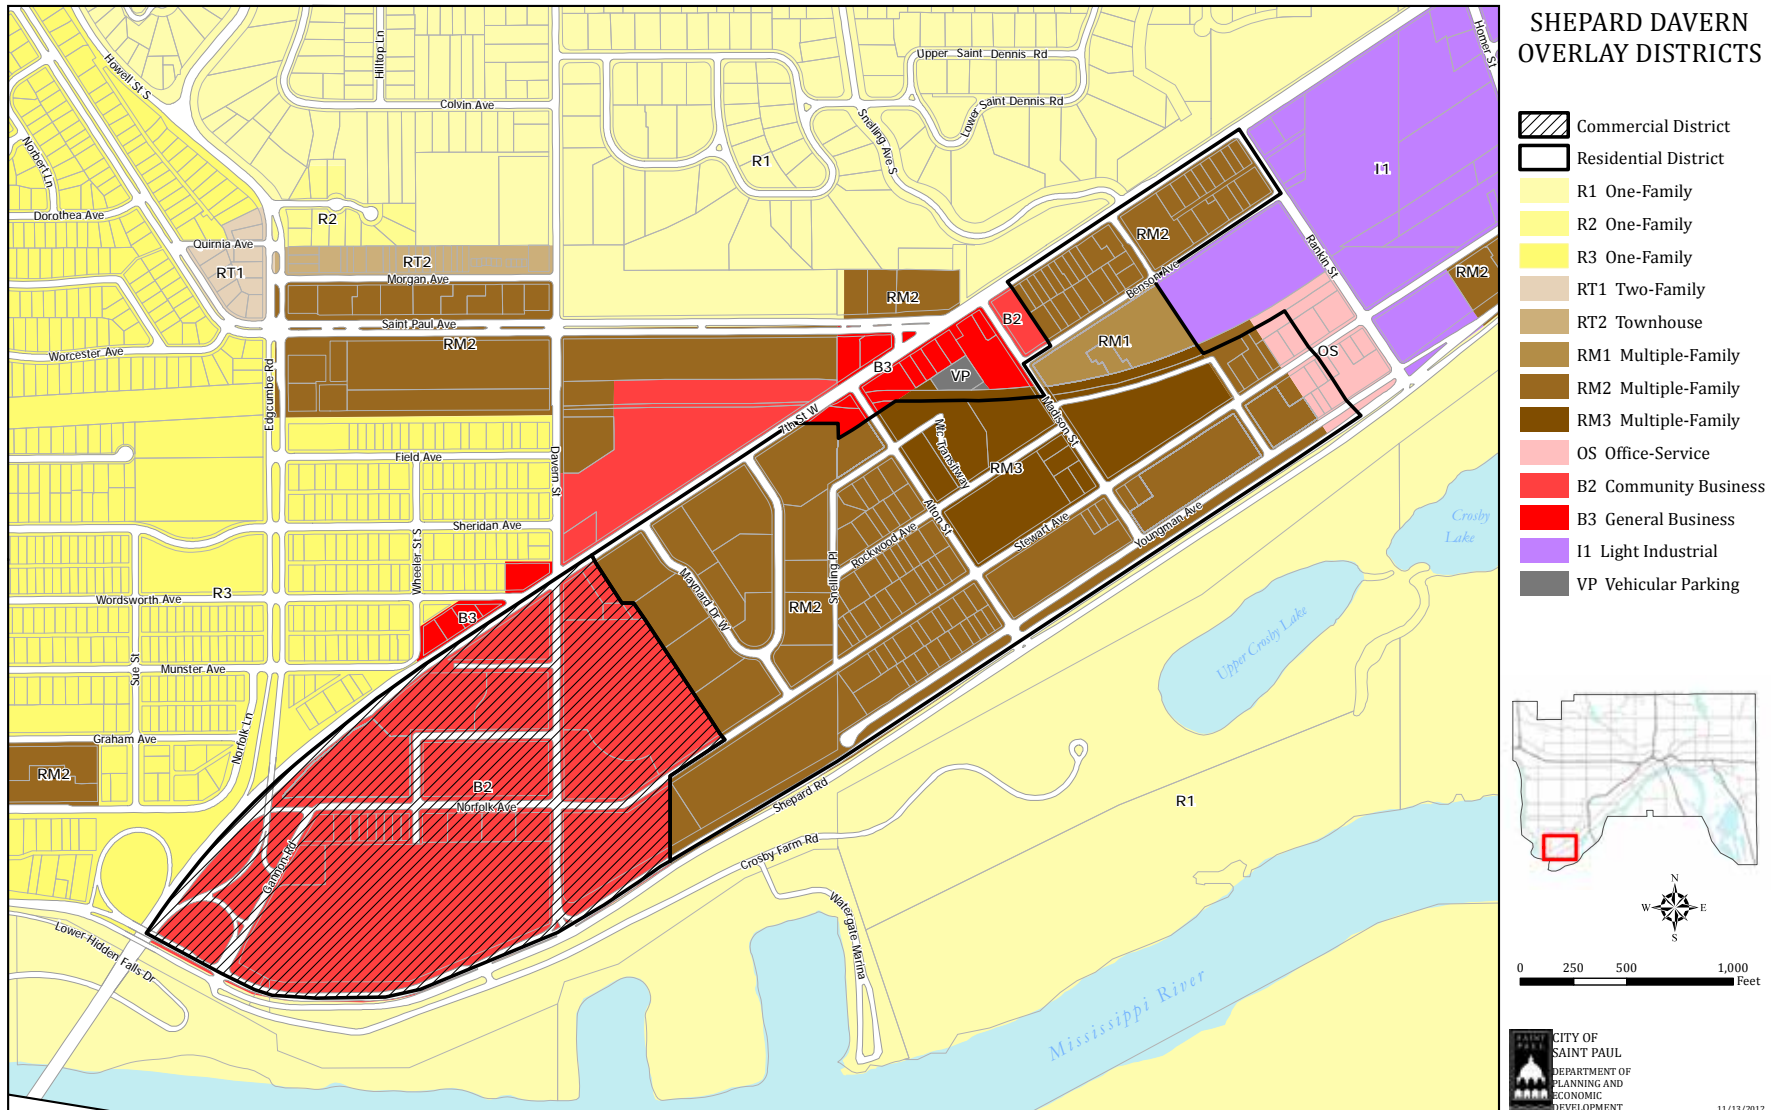 SHEPARD DAVERN
OVERLAY DISTRICTS
Commercial District
Residential District
R1 One-Family
R2 One-Family
R3 One-Family
RT1 Two-Family
RT2 Townhouse
RM1 Multiple-Family
RM2 Multiple-Family
RM3 Multiple-Family
OS Office-Service
B2 Community Business
B3 General Business
I1 Light Industrial
VP Vehicular Parking
Howell St S
Hilltop Ln
Colvin Ave
Upper Saint Dennis Rd
Lower Saint Dennis Rd
Snelling Ave S
Homer St
Norbert Ln
R1
I1
Dorothea Ave
R2
Quirnia Ave
RT1
RT2
Morgan Ave
RM2
Benson Ave
Rankin St
RM2
RM2
Saint Paul Ave
B2
RM2
Worcester Ave
RM1
OS
Edgcumbe Rd
B3
VP
7th St W
Madison St
Mtc Transitway
RM3
Field Ave
Davern St
Alton St
Crosby
Lake
Sheridan Ave
Rockwood Ave
Stewart Ave
Youngman Ave
Wheeler St S
Snelling Pl
Maynard Dr W
RM2
Wordsworth Ave
R3
B3
Upper Crosby Lake
Sue St
Munster Ave
Norfolk Ln
Graham Ave
RM2
B2
Norfolk Ave
Shepard Rd
R1
Gannon Rd
Crosby Farm Rd
Watergate Marina
Lower Hidden Falls Dr
Mississippi River
N
W
E
S
0 250 500 1,000
Feet
SAINT
PAUL
CITY OF
SAINT PAUL
DEPARTMENT OF
PLANNING AND
ECONOMIC
DEVELOPMENT
11/13/2012